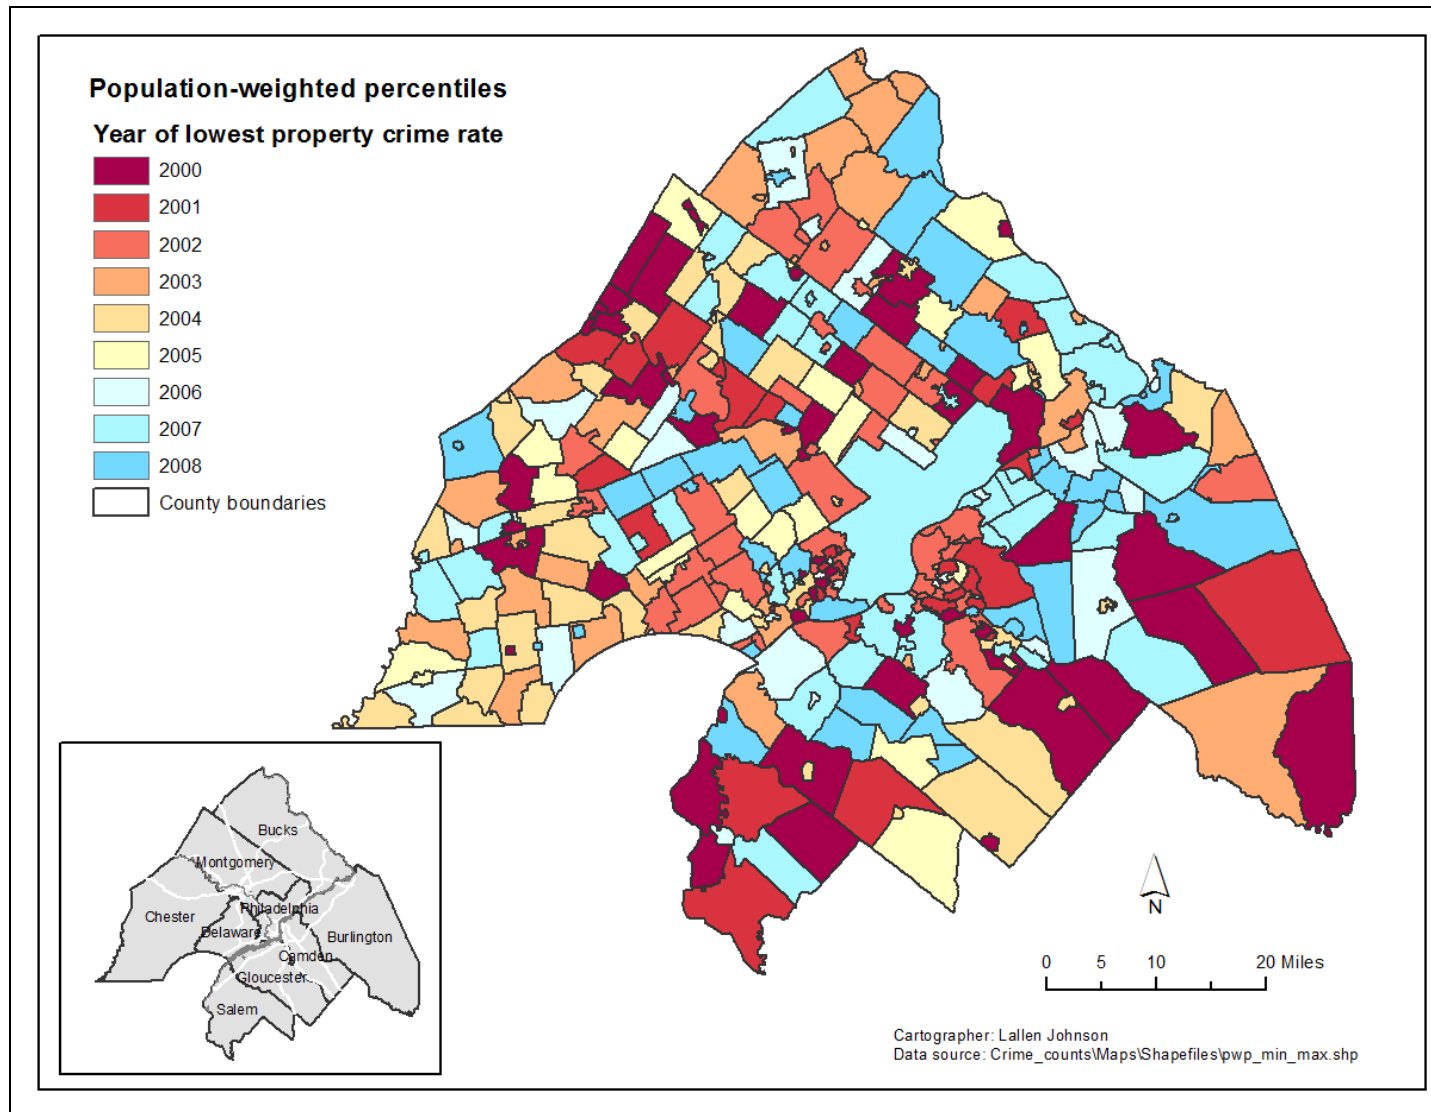 Population-weighted percentiles
Year of lowest property crime rate
2000
2001
2002
2003
2004
2005
2006
2007
2008
County boundaries
Bucks
Montgomery
Chester
Philadelphia
Delaware
Burlington
Camden
Gloucester
Salem
N
0 5 10 20 Miles
Cartographer: Lallen Johnson
Data source: Crime_counts\Maps\Shapefiles\pwp_min_max.shp